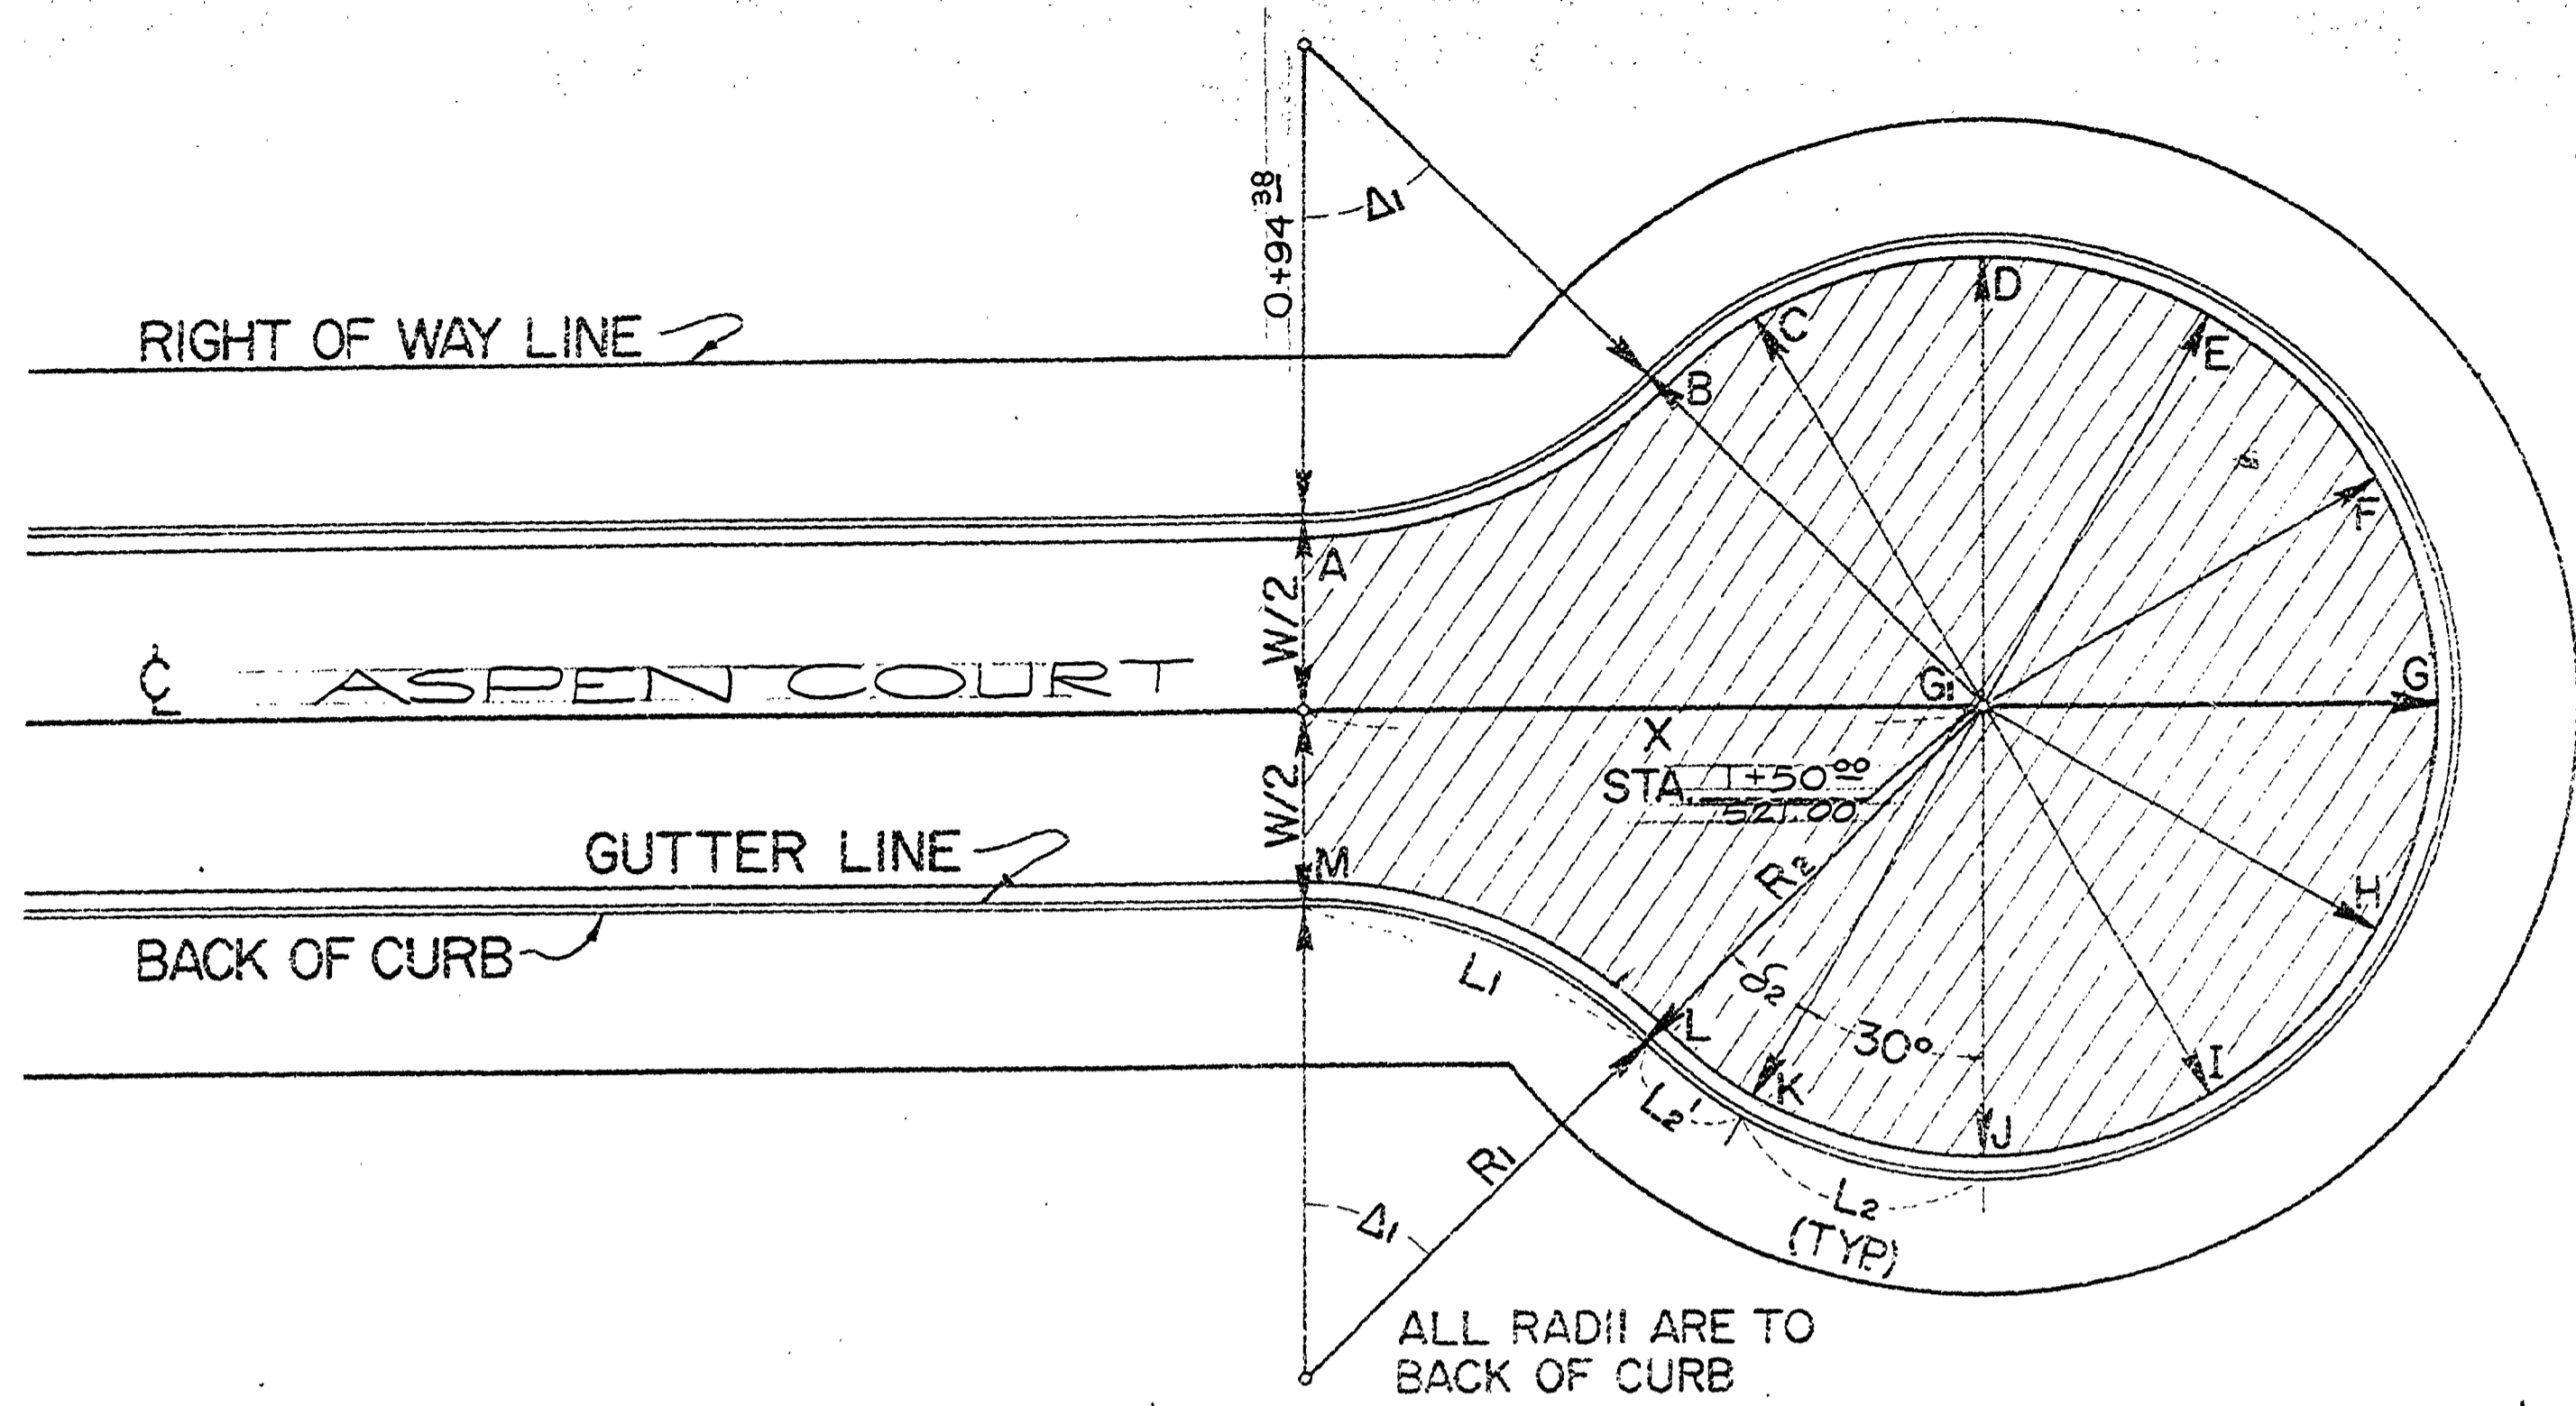 0+94 38
Δ1
RIGHT OF WAY LINE
A
B
C
D
E
F
G
G1
H
I
J
K
L
M
W/2
W/2
℄ ASPEN COURT
X
STA. 1+50 00
521.00
GUTTER LINE
BACK OF CURB
R2
δ2
30°
L1
L2'
L2
(TYP)
R1
Δ1
ALL RADII ARE TO
BACK OF CURB